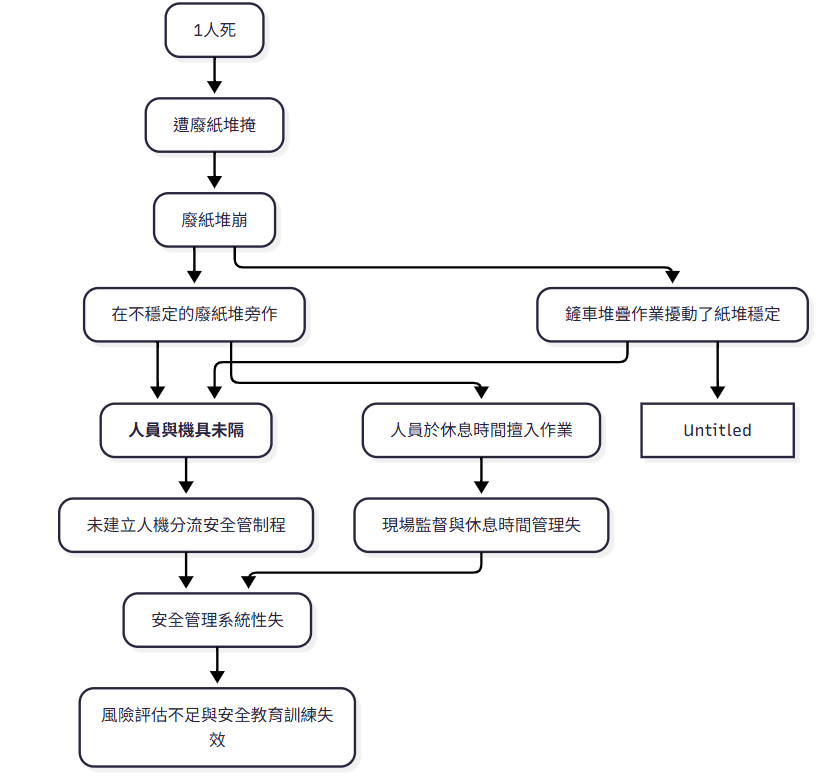 1人死
遭廢紙堆掩
廢紙堆崩
在不穩定的廢紙堆旁作
鏟車堆疊作業擾動了紙堆穩定
人員與機具未隔
人員於休息時間擅入作業
Untitled
未建立人機分流安全管制程
現場監督與休息時間管理失
安全管理系統性失
風險評估不足與安全教育訓練失
效